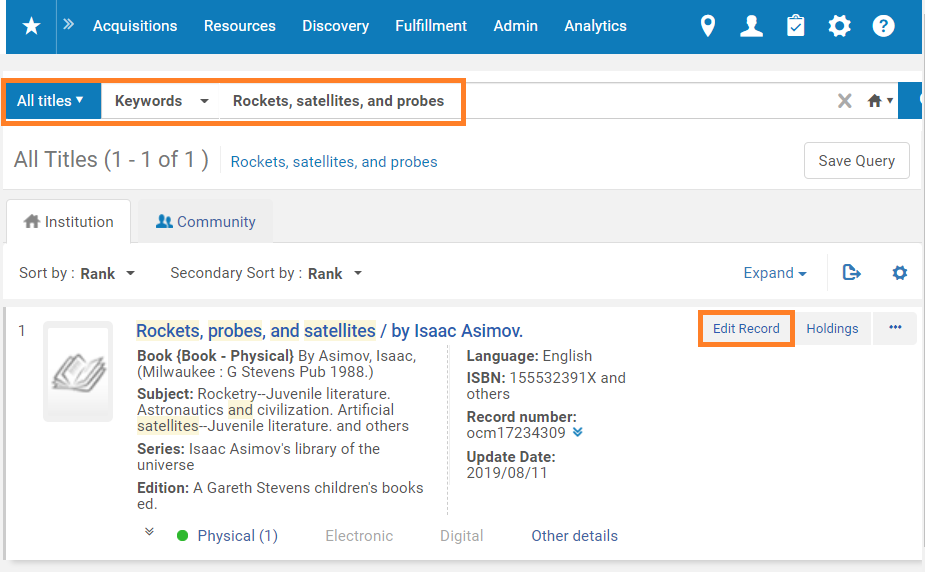 Acquisitions Resources Discovery Fulfillment Admin Analytics
All titles Keywords Rockets, satellites, and probes
All Titles (1 - 1 of 1 ) Rockets, satellites, and probes Save Query
Institution Community
Sort by : Rank Secondary Sort by : Rank Expand
1
Rockets, probes, and satellites / by Isaac Asimov.
Edit Record Holdings ...
Book {Book - Physical} By Asimov, Isaac,
(Milwaukee : G Stevens Pub 1988.)
Subject: Rocketry--Juvenile literature.
Astronautics and civilization. Artificial
satellites--Juvenile literature. and others
Series: Isaac Asimov's library of the
universe
Edition: A Gareth Stevens children's books
ed.
Language: English
ISBN: 155532391X and
others
Record number:
ocm17234309
Update Date:
2019/08/11
Physical (1) Electronic Digital Other details